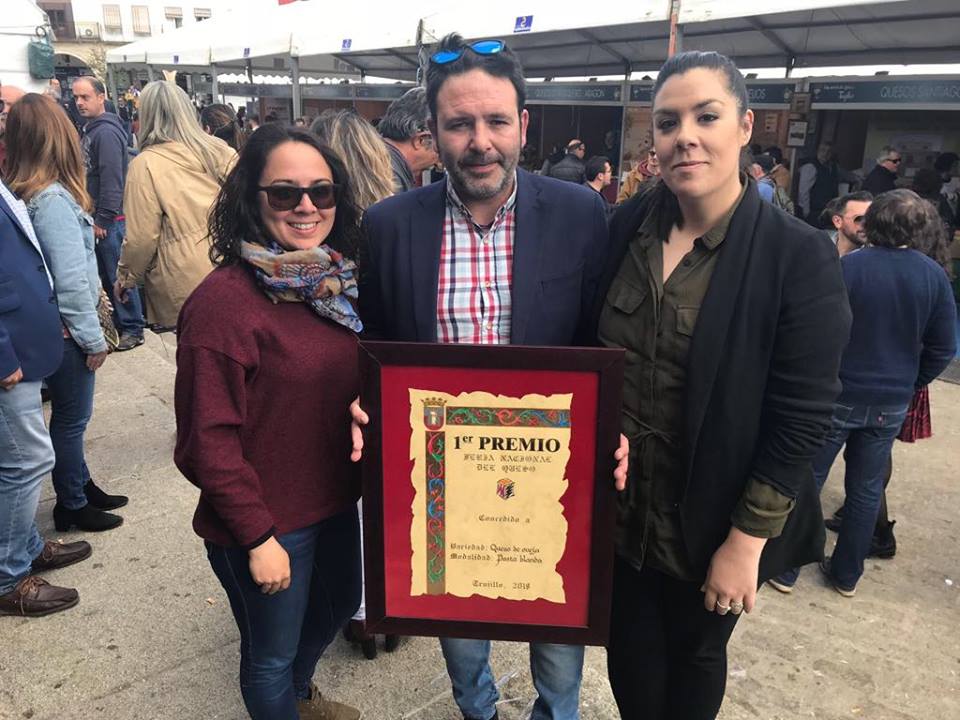 1er PREMIO
FERIA NACIONAL
DEL QUESO
Concedido a
Variedad: Queso de oveja
Modalidad: Pasta blanda
Trujillo, 2018
QUESOS SANTIAGO